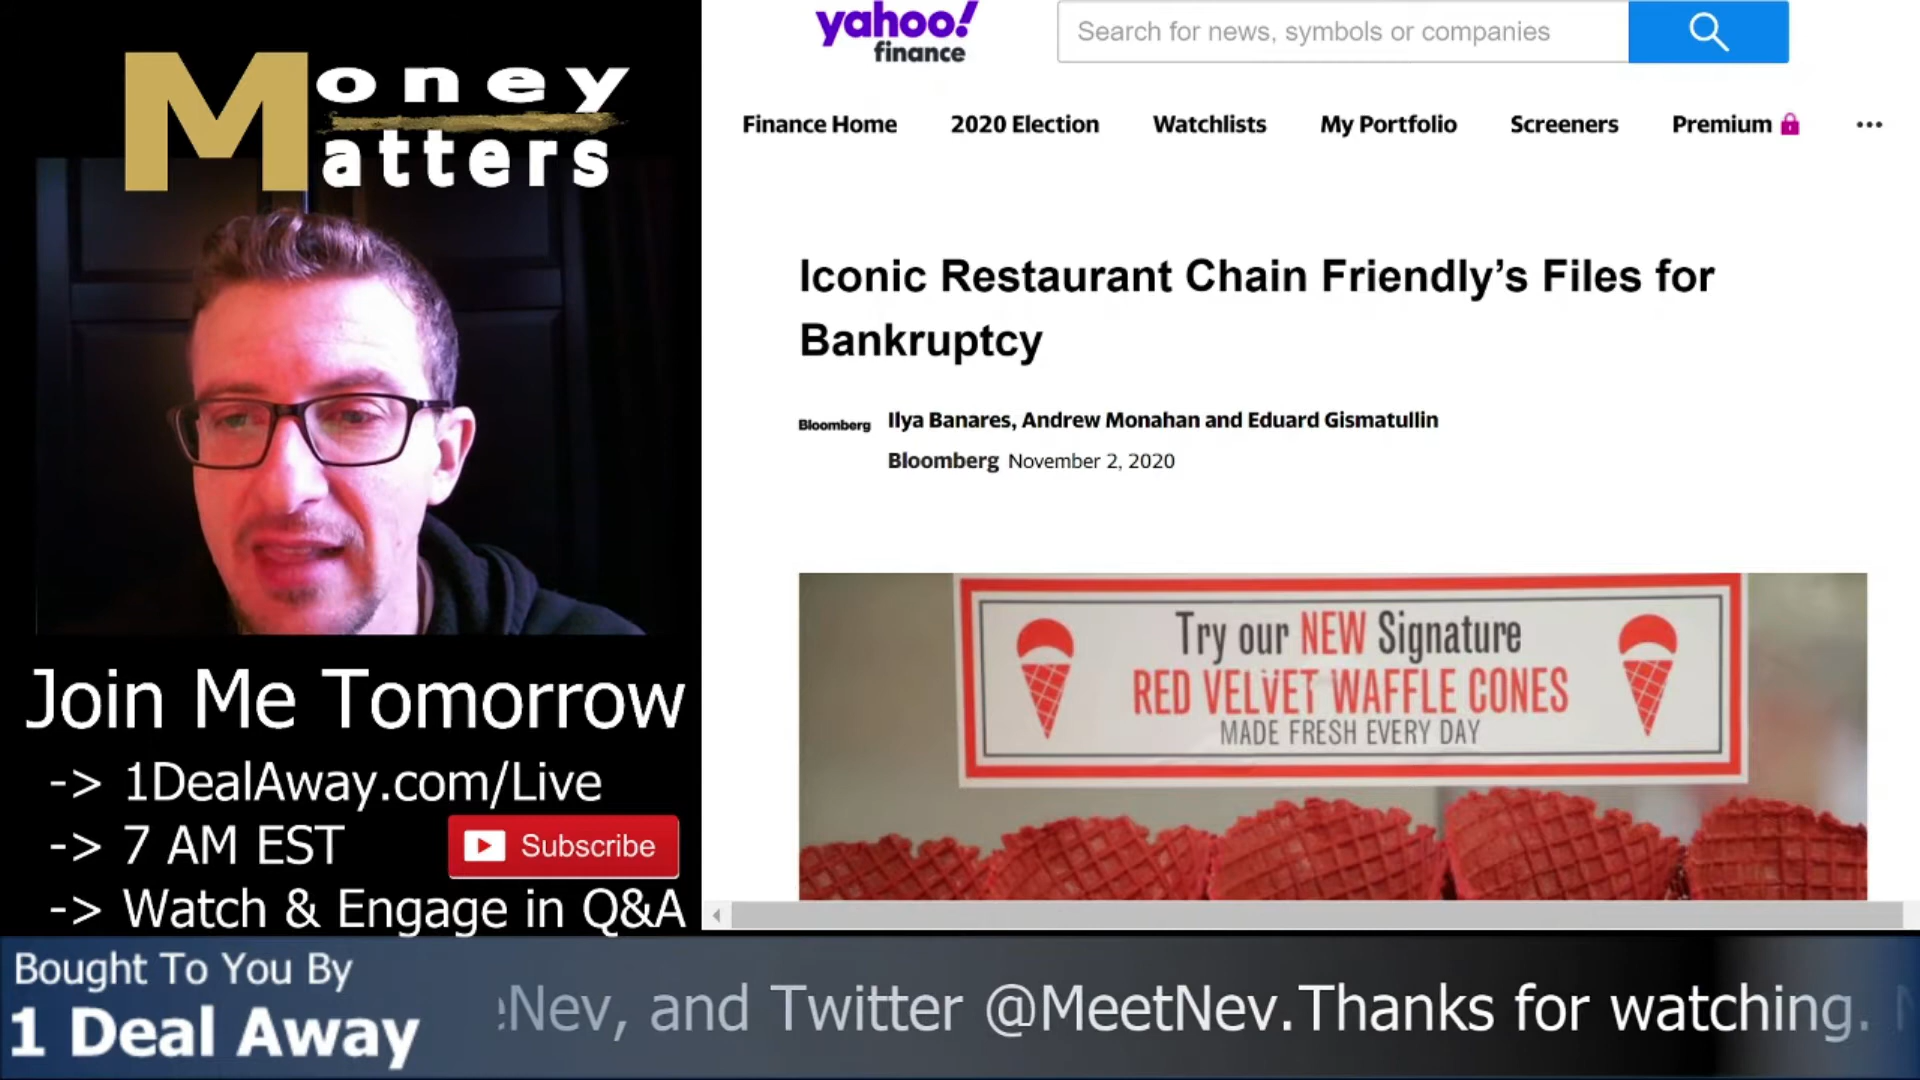 Money
Matters
Join Me Tomorrow
-> 1DealAway.com/Live
-> 7 AM EST
Subscribe
-> Watch & Engage in Q&A
yahoo!
finance
Search for news, symbols or companies
Finance Home 2020 Election Watchlists My Portfolio Screeners Premium ...
Iconic Restaurant Chain Friendly’s Files for
Bankruptcy
Bloomberg Ilya Banares, Andrew Monahan and Eduard Gismatullin
Bloomberg November 2, 2020
Try our NEW Signature
RED VELVET WAFFLE CONES
MADE FRESH EVERY DAY
Bought To You By
1 Deal Away
Nev, and Twitter @MeetNev.Thanks for watching.